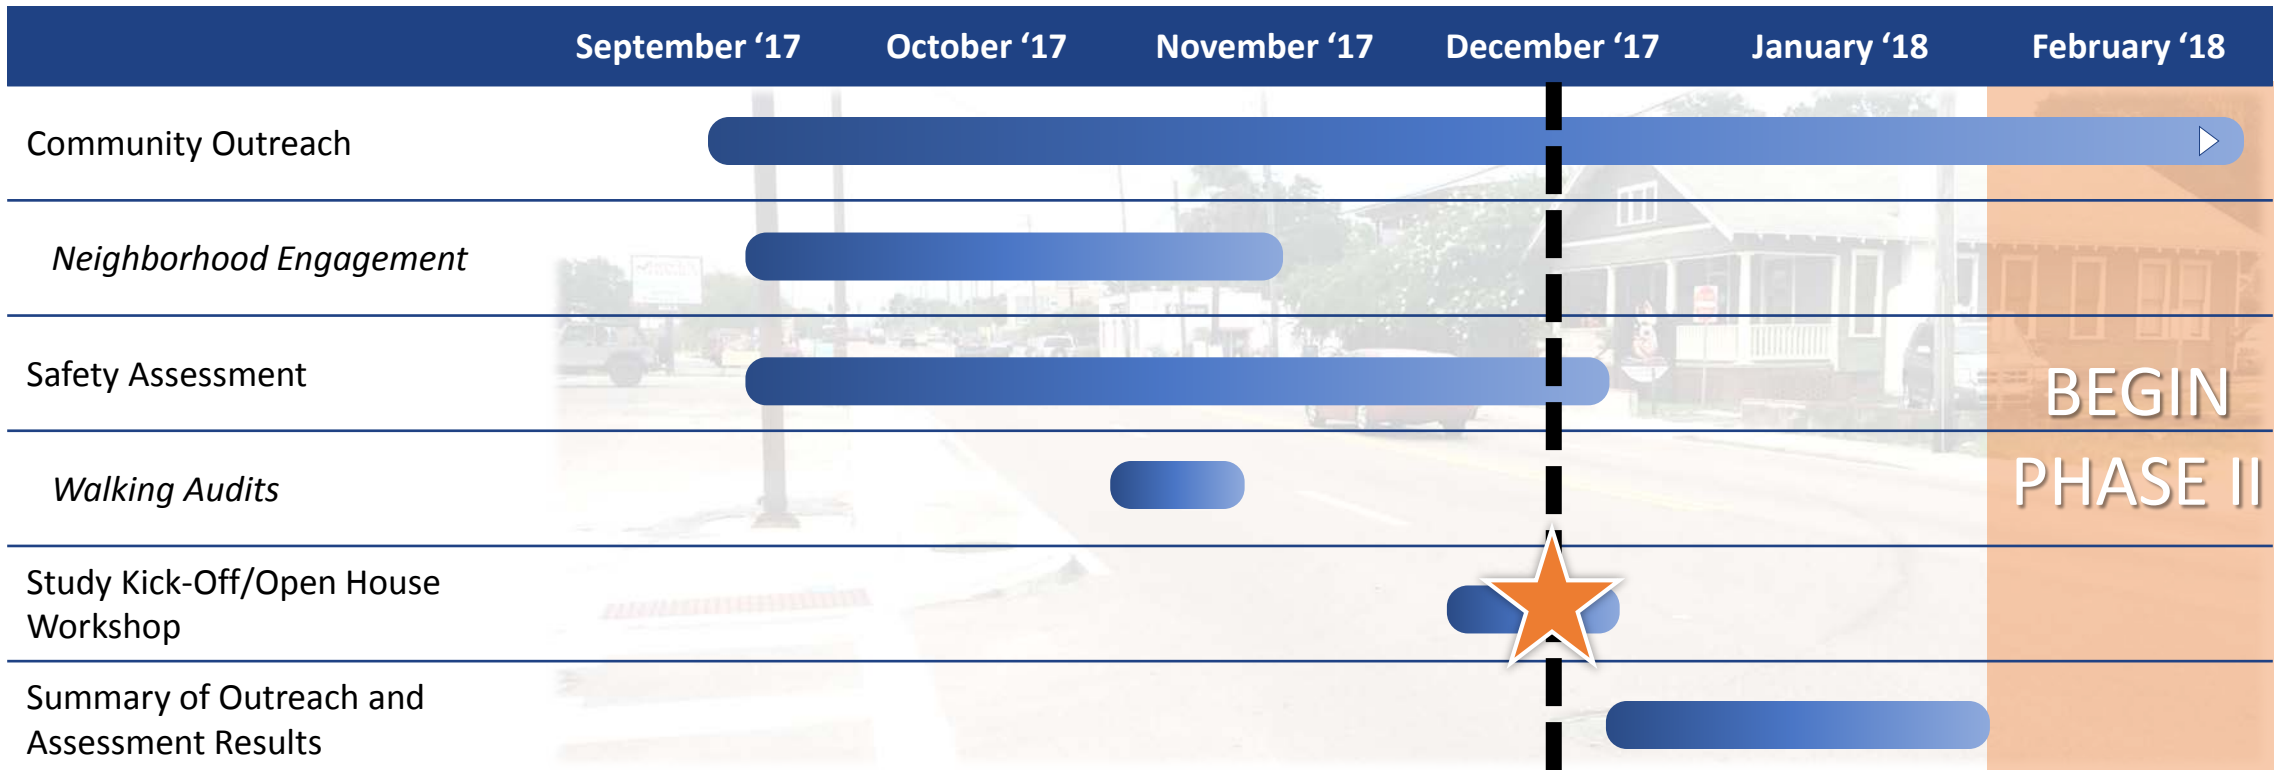 September ‘17 October ‘17 November ‘17 December ‘17 January ‘18 February ‘18
Community Outreach
Neighborhood Engagement
Safety Assessment
BEGIN
PHASE II
Walking Audits
Study Kick-Off/Open House
Workshop
Summary of Outreach and
Assessment Results